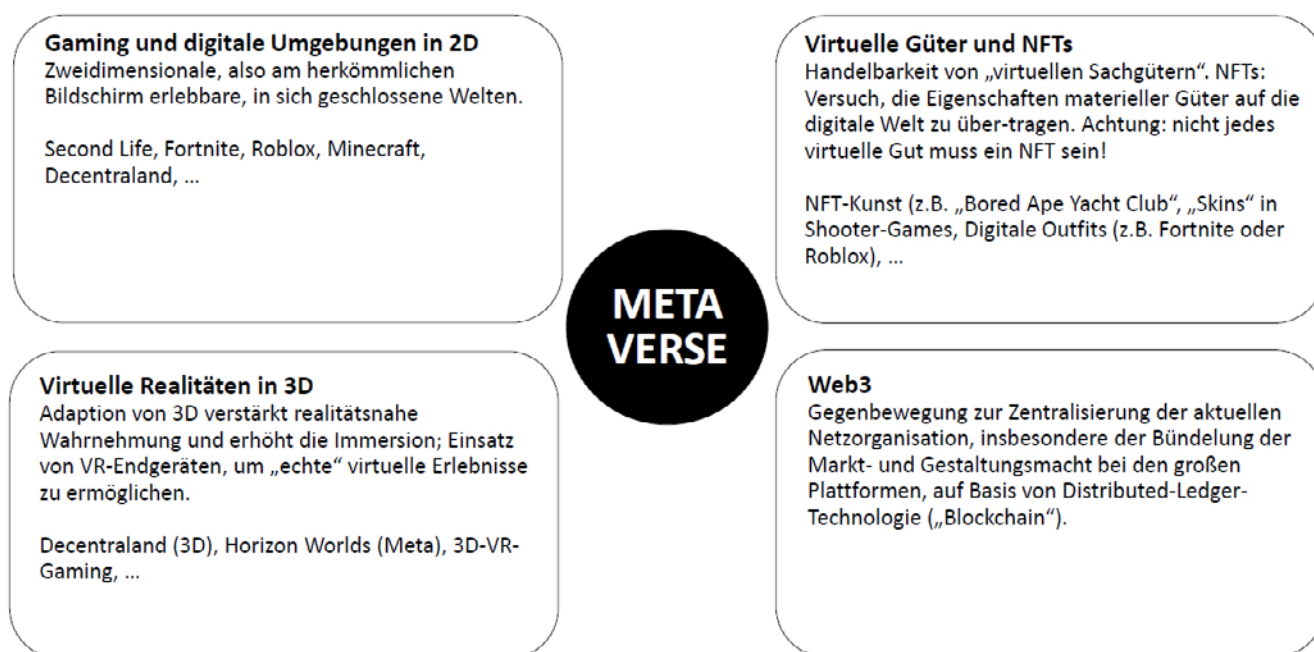 Gaming und digitale Umgebungen in 2D
Zweidimensionale, also am herkömmlichen
Bildschirm erlebbare, in sich geschlossene Welten.
Second Life, Fortnite, Roblox, Minecraft,
Decentraland, ...
Virtuelle Güter und NFTs
Handelbarkeit von „virtuellen Sachgütern“. NFTs:
Versuch, die Eigenschaften materieller Güter auf die
digitale Welt zu über-tragen. Achtung: nicht jedes
virtuelle Gut muss ein NFT sein!
NFT-Kunst (z.B. „Bored Ape Yacht Club“, „Skins“ in
Shooter-Games, Digitale Outfits (z.B. Fortnite oder
Roblox), ...
META
VERSE
Virtuelle Realitäten in 3D
Adaption von 3D verstärkt realitätsnahe
Wahrnehmung und erhöht die Immersion; Einsatz
von VR-Endgeräten, um „echte“ virtuelle Erlebnisse
zu ermöglichen.
Decentraland (3D), Horizon Worlds (Meta), 3D-VR-
Gaming, ...
Web3
Gegenbewegung zur Zentralisierung der aktuellen
Netzorganisation, insbesondere der Bündelung der
Markt- und Gestaltungsmacht bei den großen
Plattformen, auf Basis von Distributed-Ledger-
Technologie („Blockchain“).